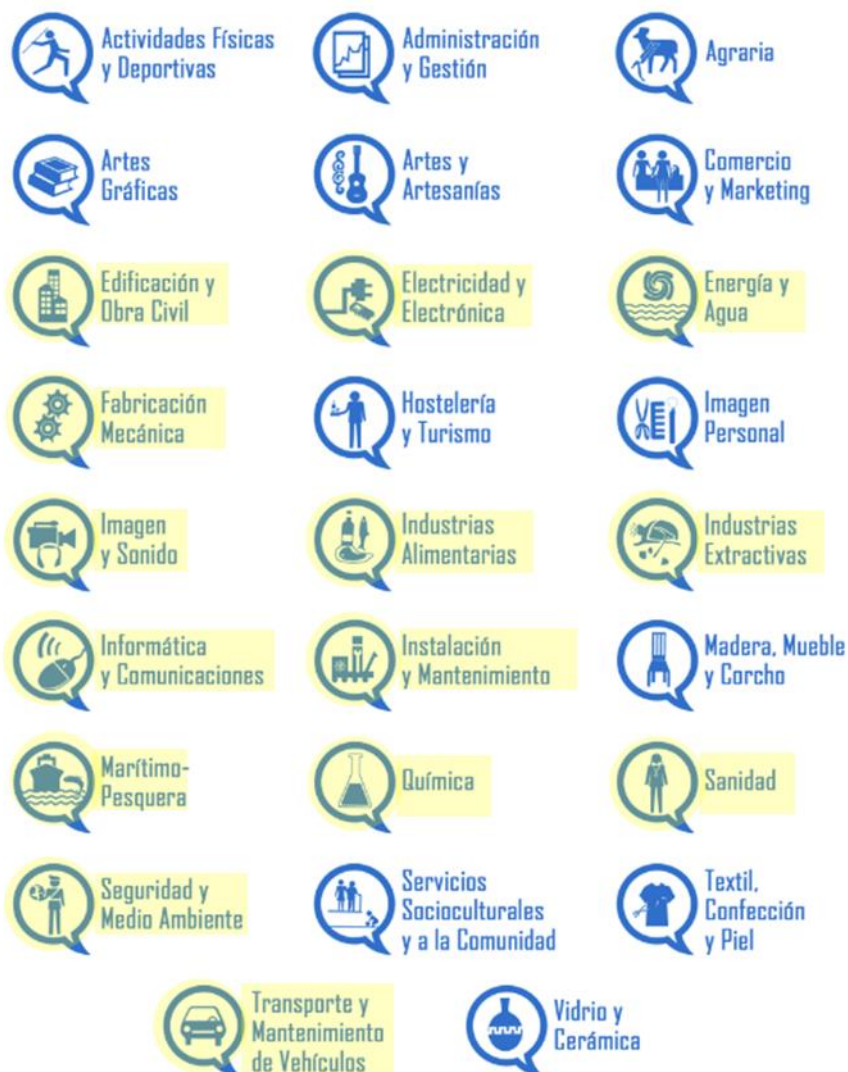 Actividades Físicas
y Deportivas
Administración
y Gestión
Agraria
Artes
Gráficas
Artes y
Artesanías
Comercio
y Marketing
Edificación y
Obra Civil
Electricidad y
Electrónica
Energía y
Agua
Fabricación
Mecánica
Hostelería
y Turismo
Imagen
Personal
Imagen
y Sonido
Industrias
Alimentarias
Industrias
Extractivas
Informática
y Comunicaciones
Instalación
y Mantenimiento
Madera, Mueble
y Corcho
Marítimo-
Pesquera
Química
Sanidad
Seguridad y
Medio Ambiente
Servicios
Socioculturales
y a la Comunidad
Textil,
Confección
y Piel
Transporte y
Mantenimiento
de Vehículos
Vidrio y
Cerámica